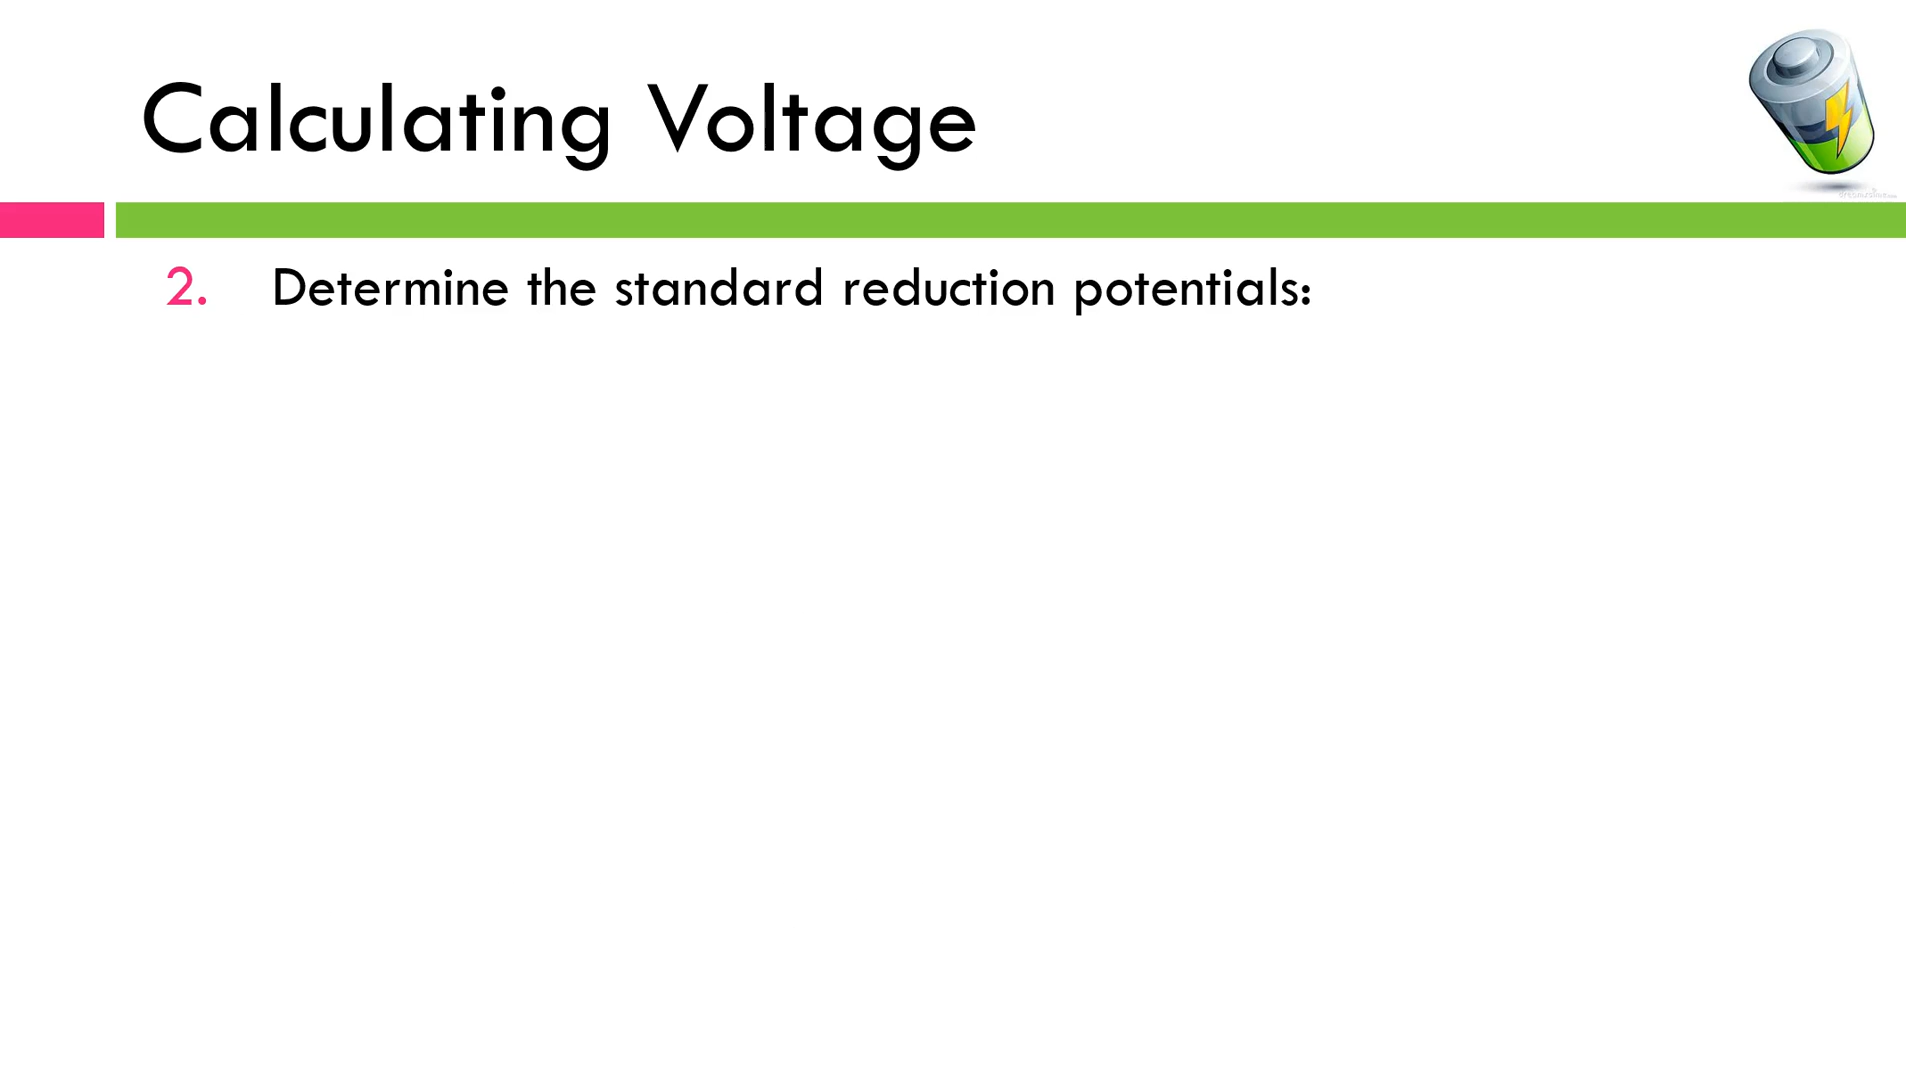 Calculating Voltage
2. Determine the standard reduction potentials: